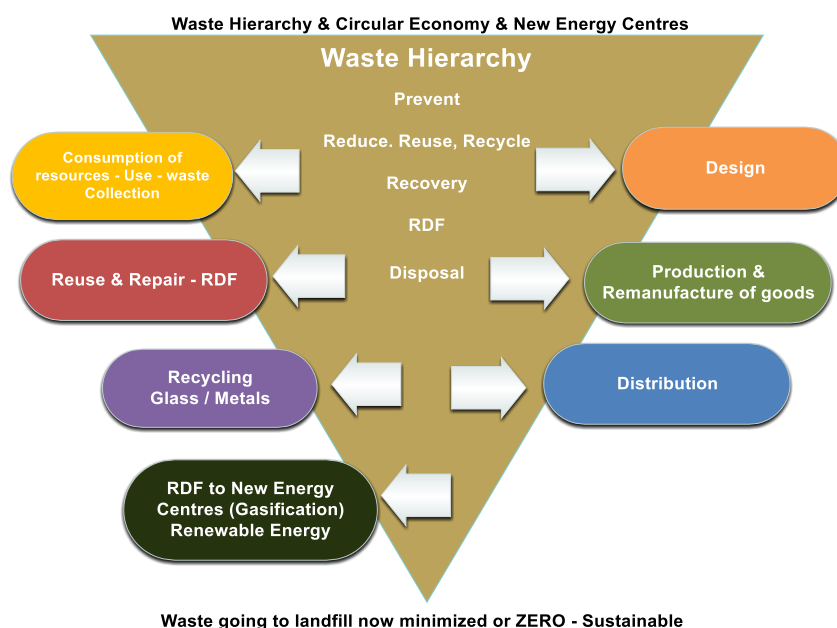 Waste Hierarchy & Circular Economy & New Energy Centres
Waste Hierarchy
Prevent
Reduce. Reuse, Recycle
Recovery
RDF
Disposal
Consumption of
resources - Use - waste
Collection
Design
Reuse & Repair - RDF
Production &
Remanufacture of goods
Recycling
Glass / Metals
Distribution
RDF to New Energy
Centres (Gasification)
Renewable Energy
Waste going to landfill now minimized or ZERO - Sustainable